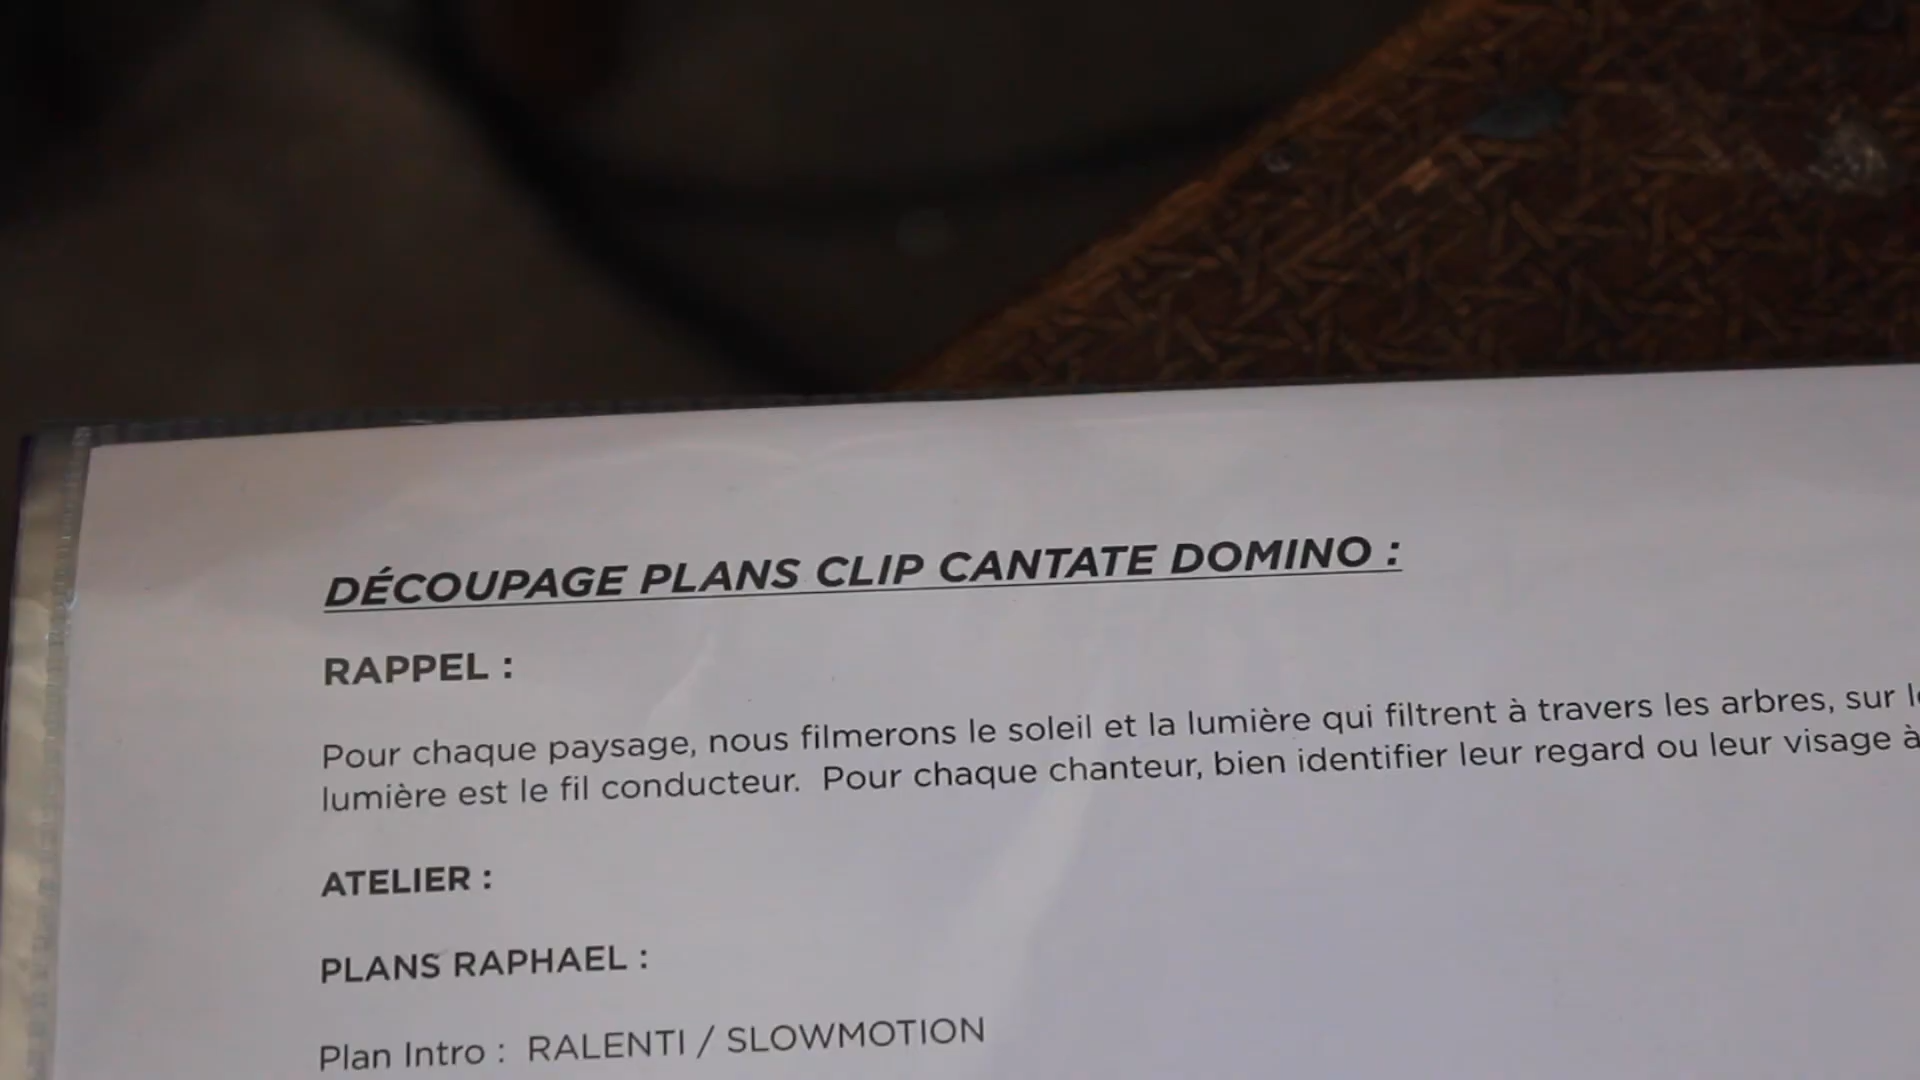 DÉCOUPAGE PLANS CLIP CANTATE DOMINO :
RAPPEL :
Pour chaque paysage, nous filmerons le soleil et la lumière qui filtrent à travers les arbres, sur
lumière est le fil conducteur. Pour chaque chanteur, bien identifier leur regard ou leur visage à
ATELIER :
PLANS RAPHAEL :
Plan Intro : RALENTI / SLOWMOTION